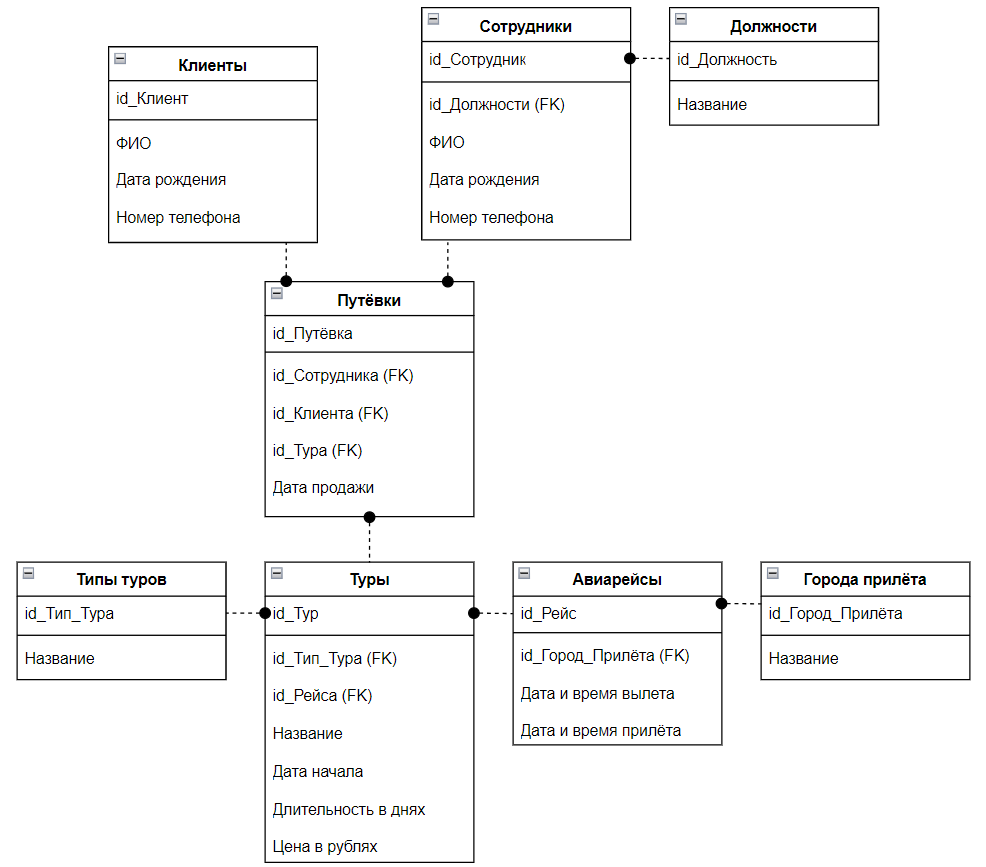 Клиенты
id_Клиент
ФИО
Дата рождения
Номер телефона
Сотрудники
id_Сотрудник
id_Должности (FK)
ФИО
Дата рождения
Номер телефона
Должности
id_Должность
Название
Путёвки
id_Путёвка
id_Сотрудника (FK)
id_Клиента (FK)
id_Тура (FK)
Дата продажи
Типы туров
id_Тип_Тура
Название
Туры
id_Тур
id_Тип_Тура (FK)
id_Рейса (FK)
Название
Дата начала
Длительность в днях
Цена в рублях
Авиарейсы
id_Рейс
id_Город_Прилёта (FK)
Дата и время вылета
Дата и время прилёта
Города прилёта
id_Город_Прилёта
Название